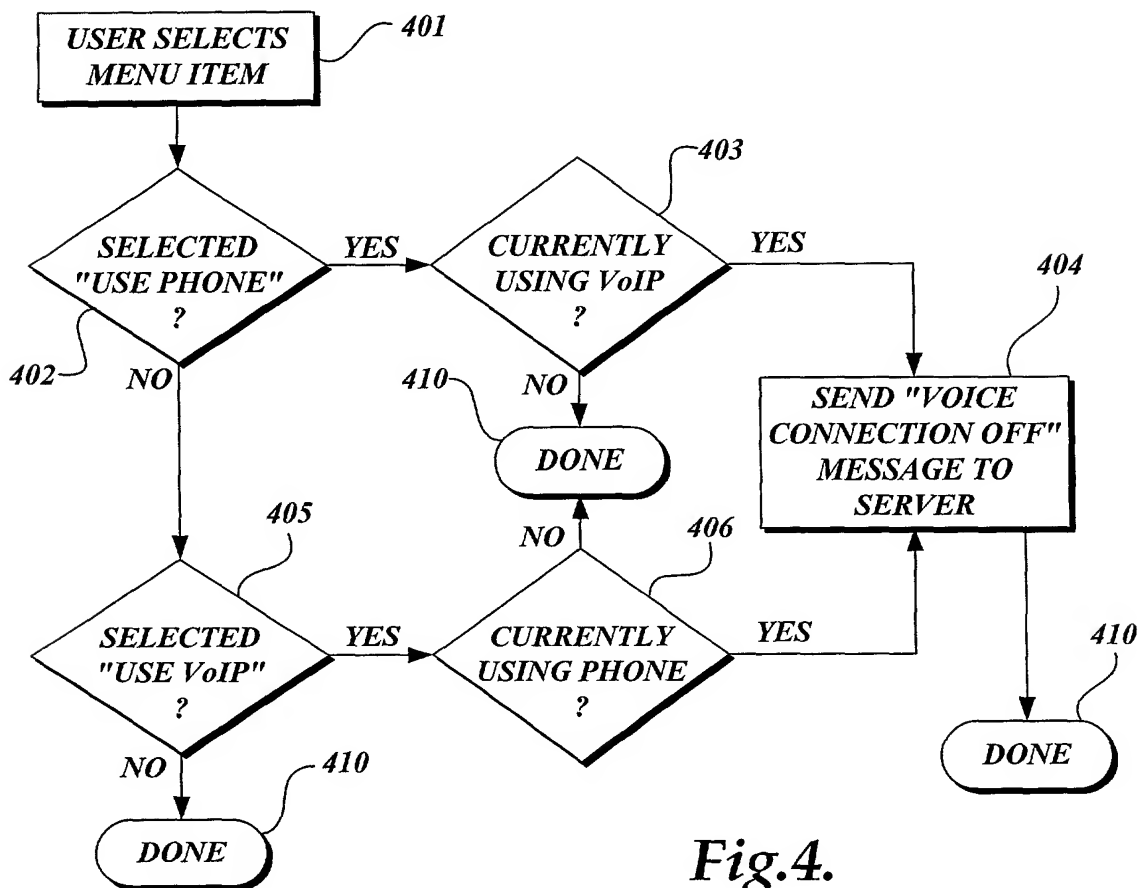 USER SELECTS
MENU ITEM
401
SELECTED
"USE PHONE"
?
402
YES
NO
CURRENTLY
USING VoIP
?
403
YES
NO
410
DONE
404
SEND "VOICE
CONNECTION OFF"
MESSAGE TO
SERVER
405
SELECTED
"USE VoIP"
?
YES
NO
NO
406
CURRENTLY
USING PHONE
?
YES
410
DONE
410
DONE
Fig.4.